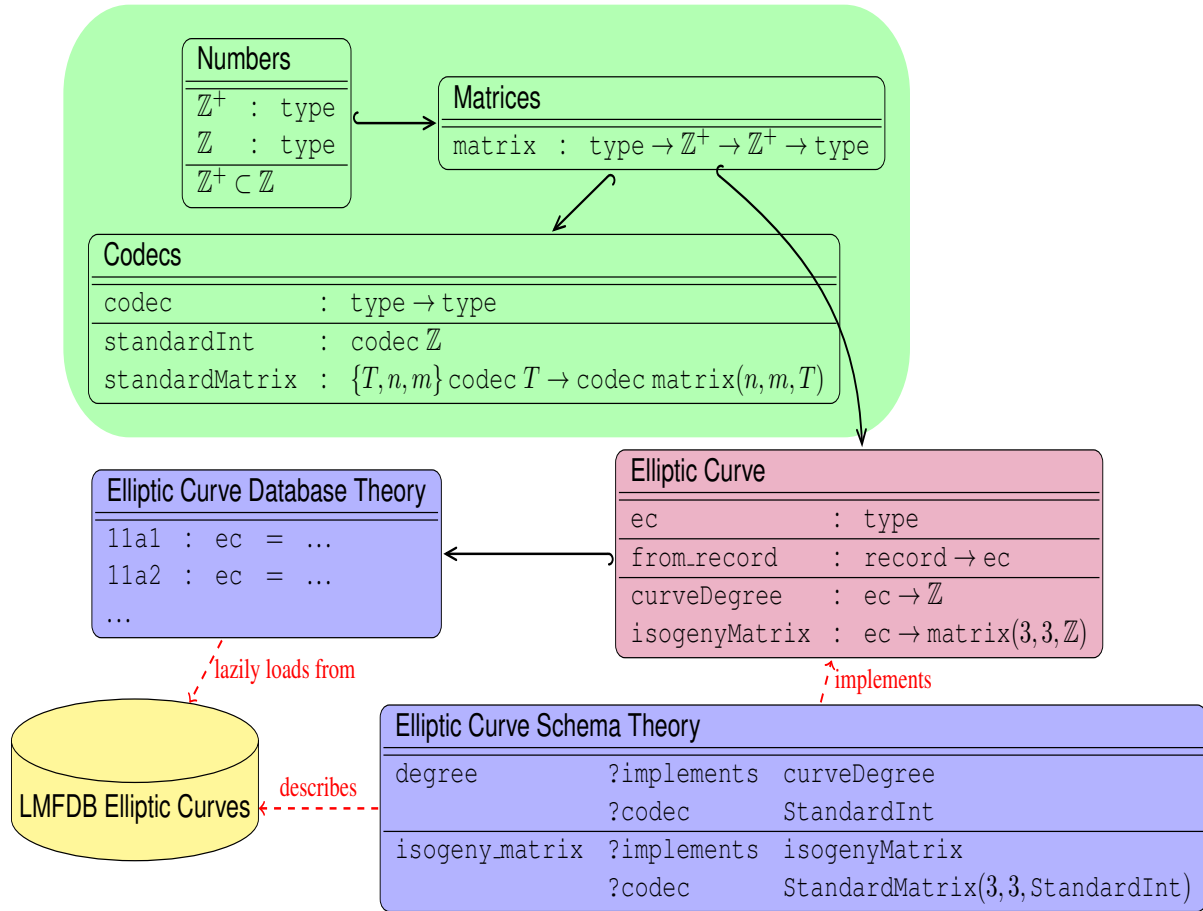 Numbers
ℤ⁺ : type
ℤ : type
ℤ⁺ ⊂ ℤ
Matrices
matrix : type → ℤ⁺ → ℤ⁺ → type
Codecs
codec : type → type
standardInt : codec ℤ
standardMatrix : {T, n, m} codec T → codec matrix(n, m, T)
Elliptic Curve Database Theory
11a1 : ec = ...
11a2 : ec = ...
...
Elliptic Curve
ec : type
from_record : record → ec
curveDegree : ec → ℤ
isogenyMatrix : ec → matrix(3, 3, ℤ)
lazily loads from
implements
LMFDB Elliptic Curves
describes
Elliptic Curve Schema Theory
degree ?implements curveDegree
?codec StandardInt
isogeny_matrix ?implements isogenyMatrix
?codec StandardMatrix(3, 3, StandardInt)